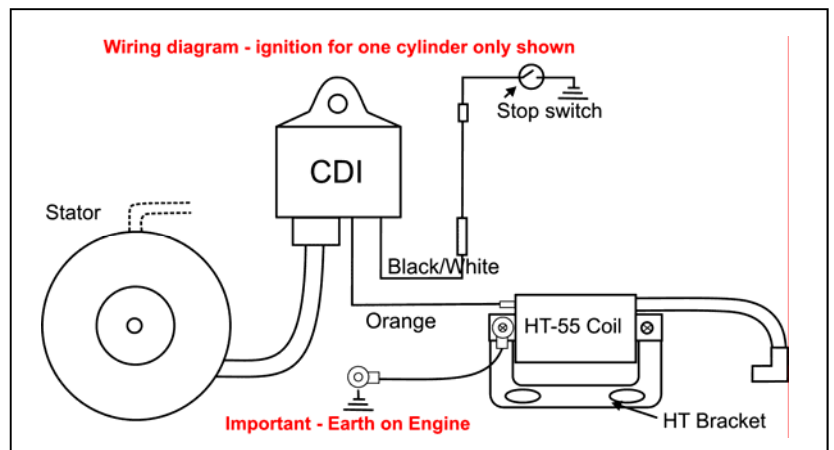 Wiring diagram - ignition for one cylinder only shown
Stop switch
CDI
Stator
Black/White
Orange
HT-55 Coil
Important - Earth on Engine
HT Bracket